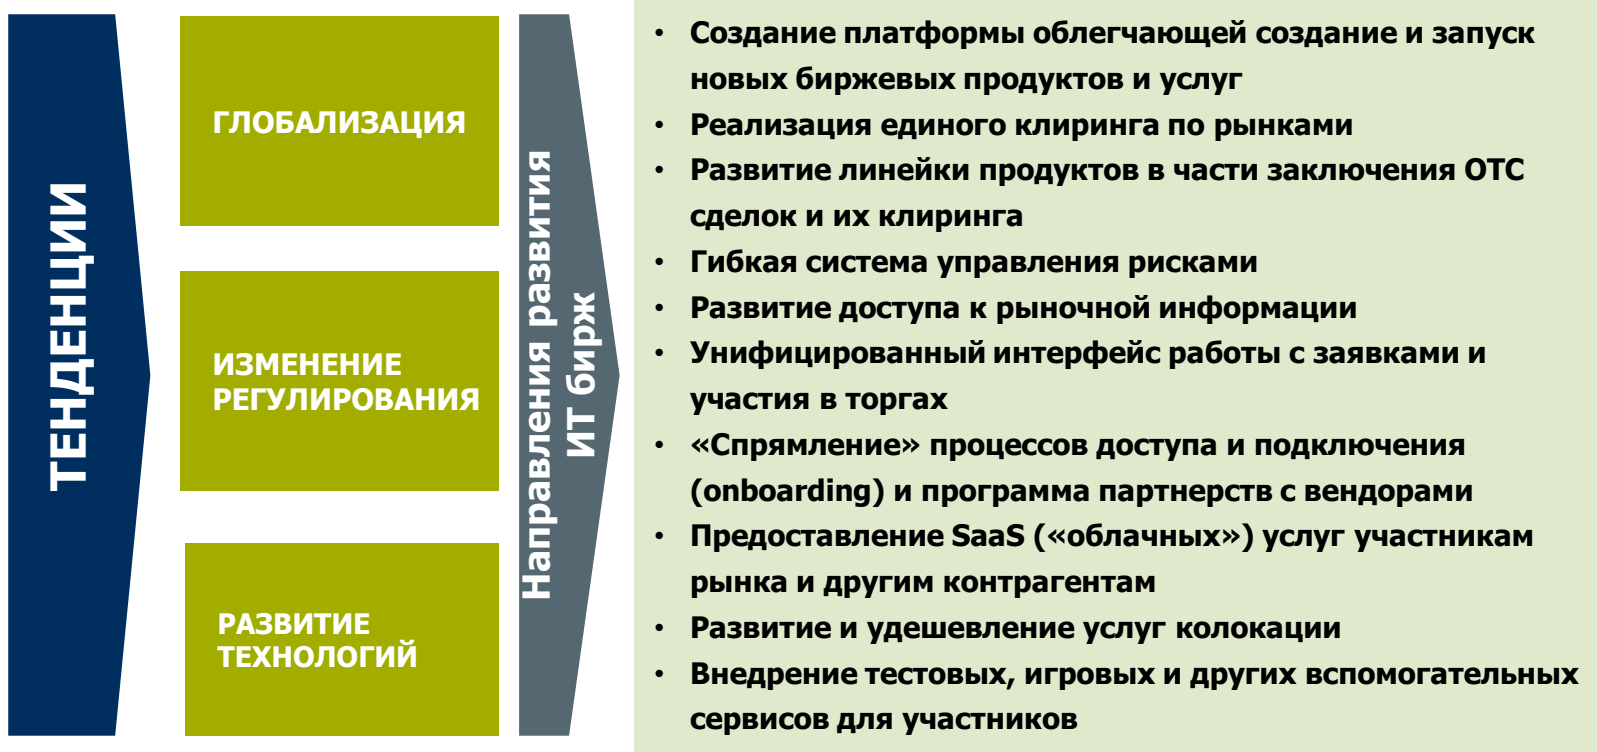 ТЕНДЕНЦИИ
ГЛОБАЛИЗАЦИЯ
ИЗМЕНЕНИЕ
РЕГУЛИРОВАНИЯ
РАЗВИТИЕ
ТЕХНОЛОГИЙ
Направления развития
ИТ бирж
• Создание платформы облегчающей создание и запуск
новых биржевых продуктов и услуг
• Реализация единого клиринга по рынками
• Развитие линейки продуктов в части заключения ОТС
сделок и их клиринга
• Гибкая система управления рисками
• Развитие доступа к рыночной информации
• Унифицированный интерфейс работы с заявками и
участия в торгах
• «Спрямление» процессов доступа и подключения
(onboarding) и программа партнерств с вендорами
• Предоставление SaaS («облачных») услуг участникам
рынка и другим контрагентам
• Развитие и удешевление услуг колокации
• Внедрение тестовых, игровых и других вспомогательных
сервисов для участников